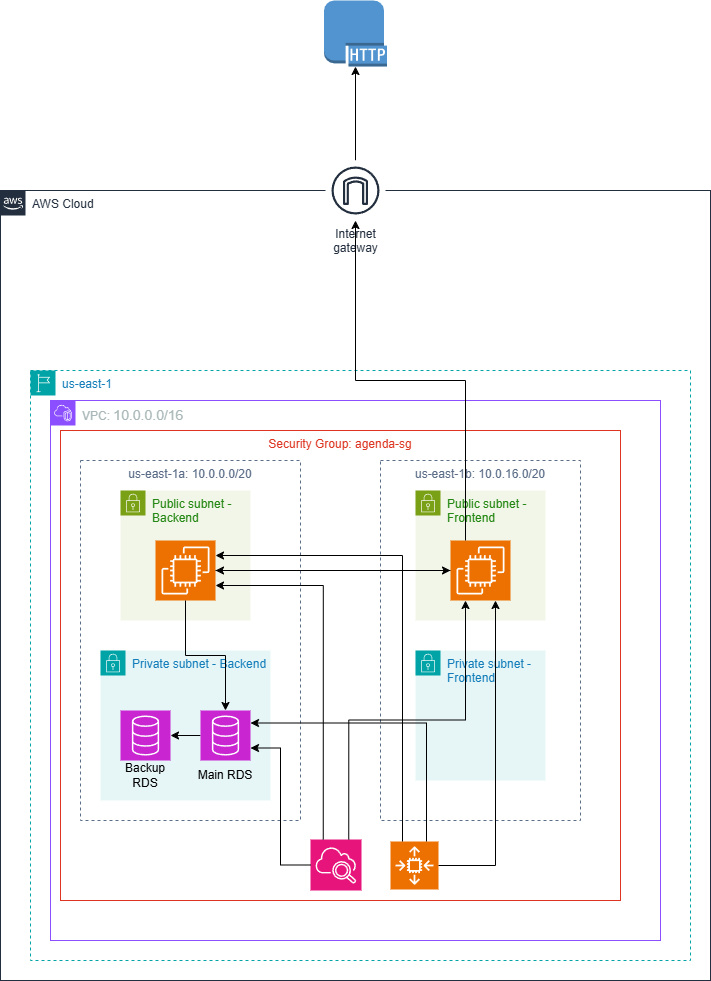 HTTP
aws
AWS Cloud
Internet
gateway
us-east-1
VPC: 10.0.0.0/16
Security Group: agenda-sg
us-east-1a: 10.0.0.0/20
us-east-1b: 10.0.16.0/20
Public subnet -
Backend
Public subnet -
Frontend
Private subnet - Backend
Private subnet -
Frontend
Backup
RDS
Main RDS